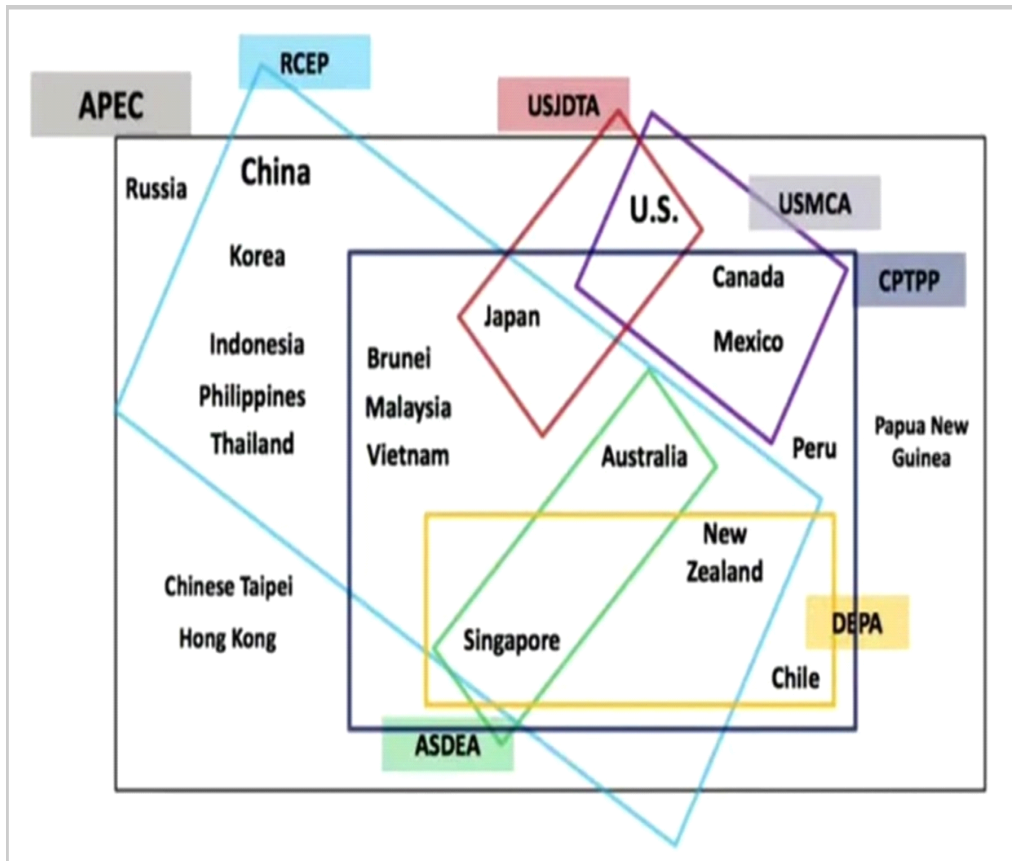 RCEP
APEC
USJDTA
China
Russia
U.S.
USMCA
Korea
Canada
CPTPP
Japan
Mexico
Indonesia
Brunei
Philippines
Malaysia
Thailand
Vietnam
Australia
Peru
Papua New
Guinea
New
Zealand
Chinese Taipei
DEPA
Hong Kong
Singapore
Chile
ASDEA